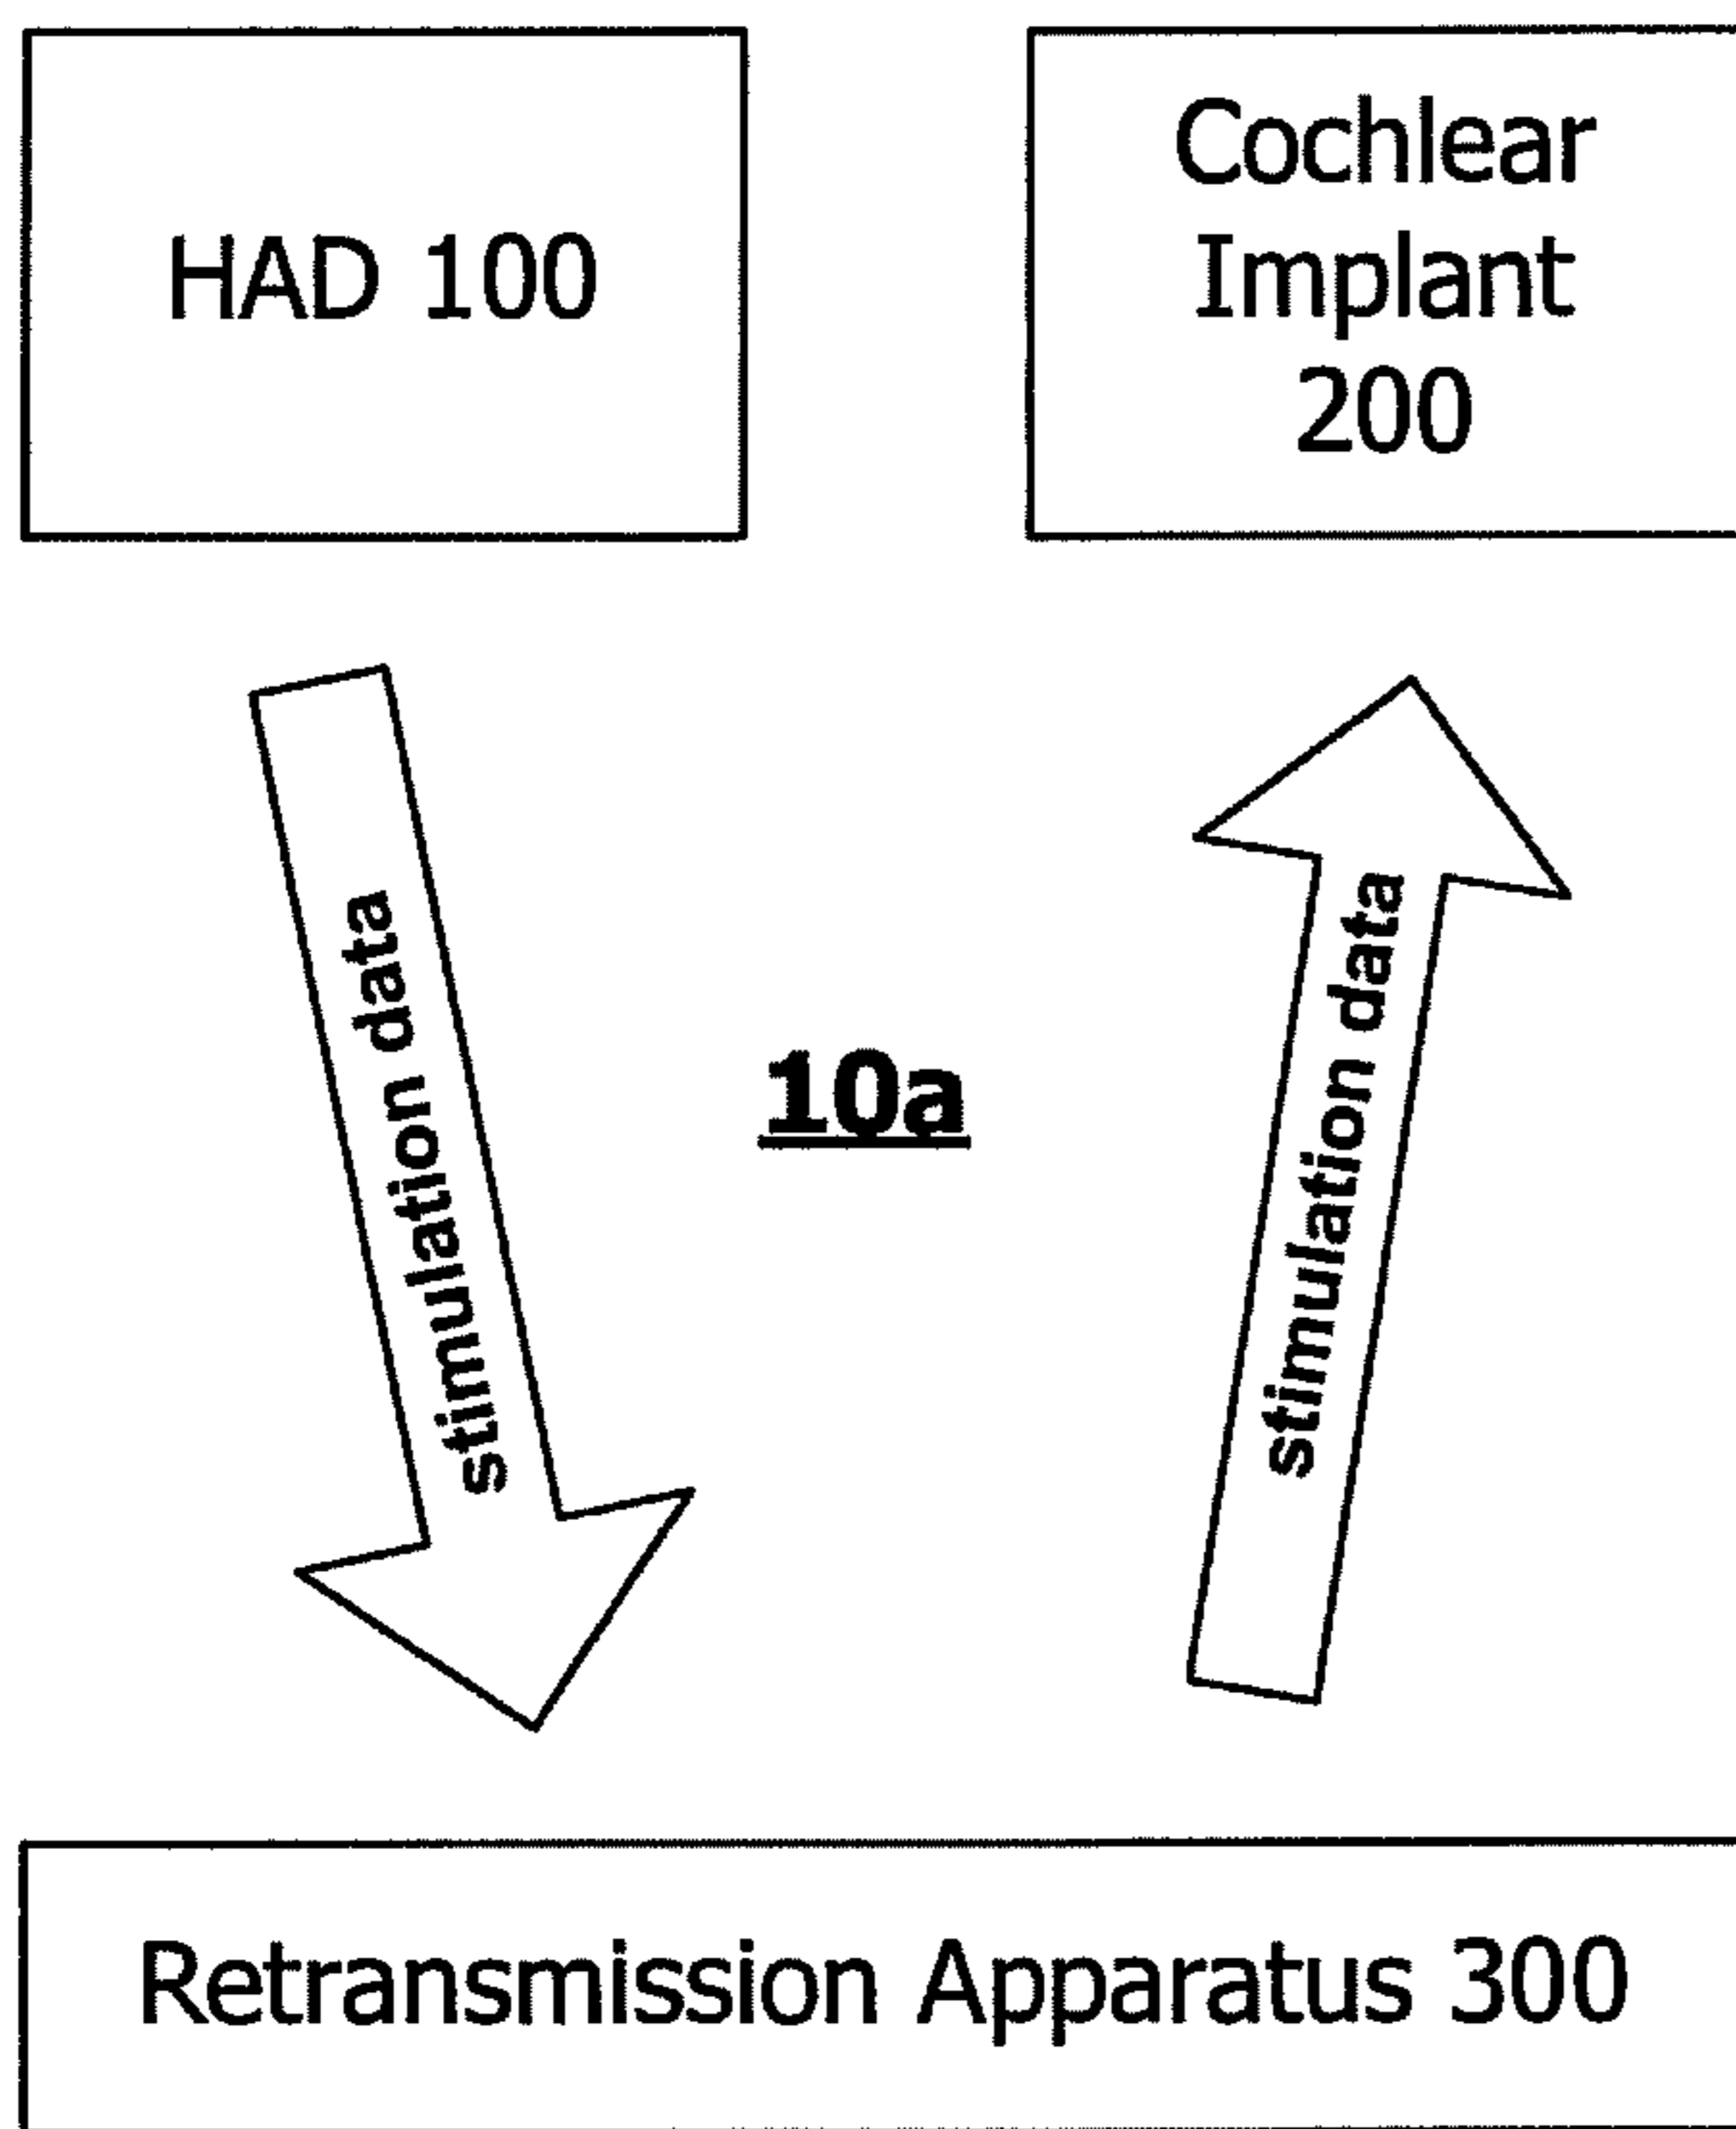 HAD 100
Cochlear
Implant
200
stimulation data
10a
stimulation data
Retransmission Apparatus 300